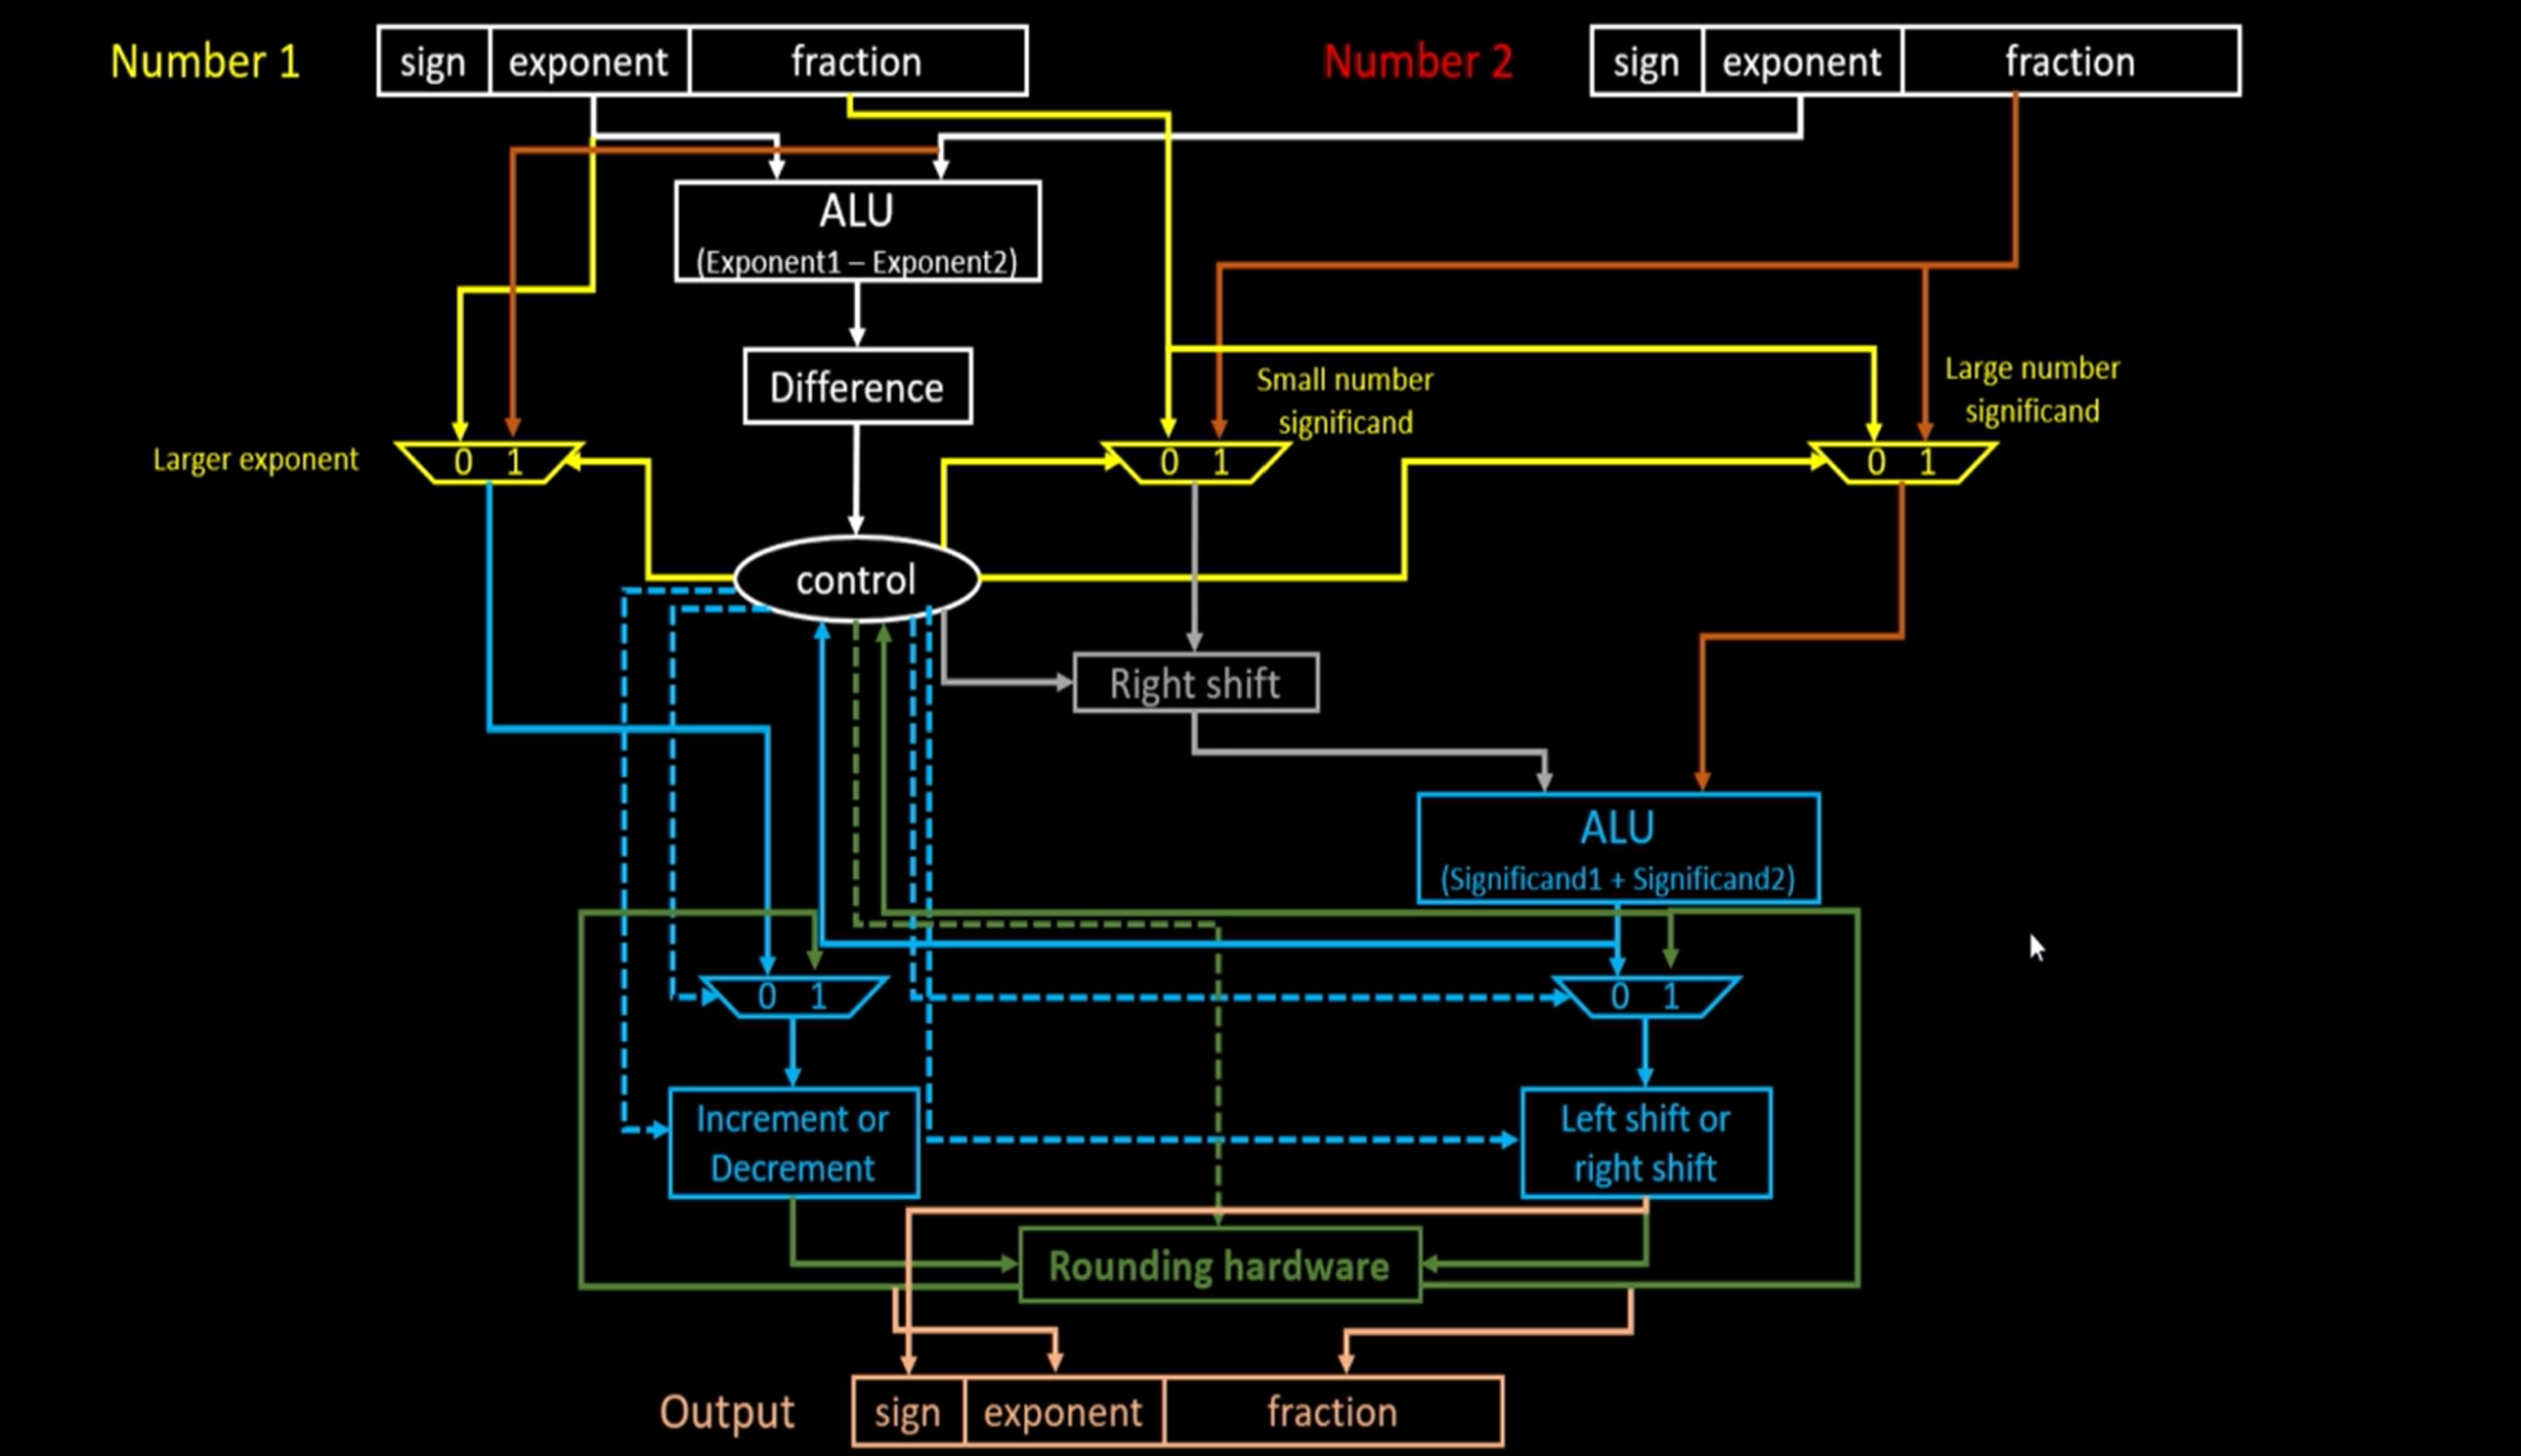 Number 1
sign exponent fraction
Number 2
sign exponent fraction
ALU
(Exponent1 – Exponent2)
Difference
Small number
significand
Large number
significand
Larger exponent
0 1
0 1
0 1
control
Right shift
ALU
(Significand1 + Significand2)
0 1
0 1
Increment or
Decrement
Left shift or
right shift
Rounding hardware
Output
sign exponent fraction